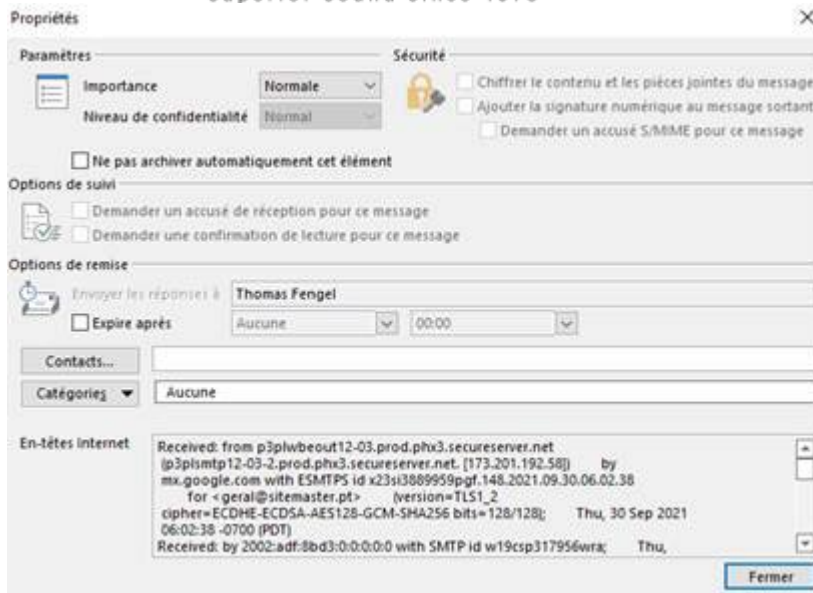 Propriétés
Paramètres
Sécurité
Importance
Normale
Niveau de confidentialité
Normal
Chiffrer le contenu et les pièces jointes du message
Ajouter la signature numérique au message sortant
Demander un accusé S/MIME pour ce message
Ne pas archiver automatiquement cet élément
Options de suivi
Demander un accusé de réception pour ce message
Demander une confirmation de lecture pour ce message
Options de remise
Envoyer les réponses à
Thomas Fengel
Expire après
Aucune
00:00
Contacts...
Catégories
Aucune
En-têtes Internet
Received: from p3plwbeout12-03.prod.phx3.secureserver.net
(p3plsmtp12-03-2.prod.phx3.secureserver.net. [173.201.192.58]) by
mx.google.com with ESMTPS id x23si3889959pgf.148.2021.09.30.06.02.38
for <geral@sitemaster.pt> (version=TLS1_2
cipher=ECDHE-ECDSA-AES128-GCM-SHA256 bits=128/128); Thu, 30 Sep 2021
06:02:38 -0700 (PDT)
Received: by 2002:adf:8bd3:0:0:0:0:0 with SMTP id w19csp317956wra; Thu,
Fermer